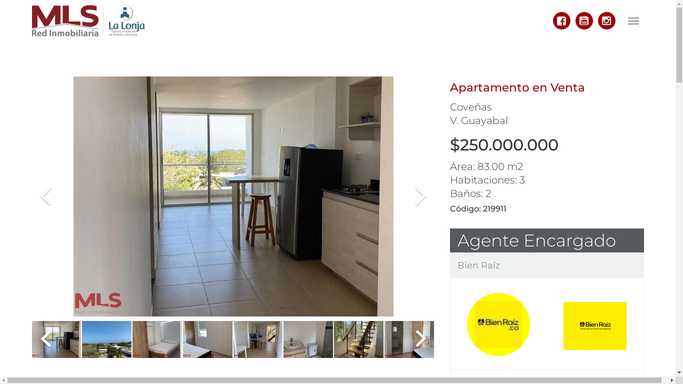 MLS
Red Inmobiliaria
La Lonja
Apartamento en Venta
Coveñas
V. Guayabal
$250.000.000
Área: 83.00 m2
Habitaciones: 3
Baños: 2
Código: 219911
Agente Encargado
Bien Raíz
MLS
Bien Raíz
.co
Bien Raíz